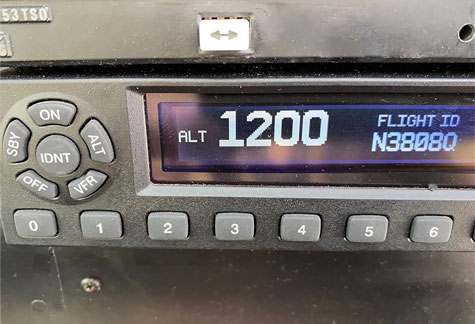 53TSO
ON
SBY
ALT
IDNT
OFF
VFR
ALT 1200
FLIGHT ID
N3808Q
0 1 2 3 4 5 6